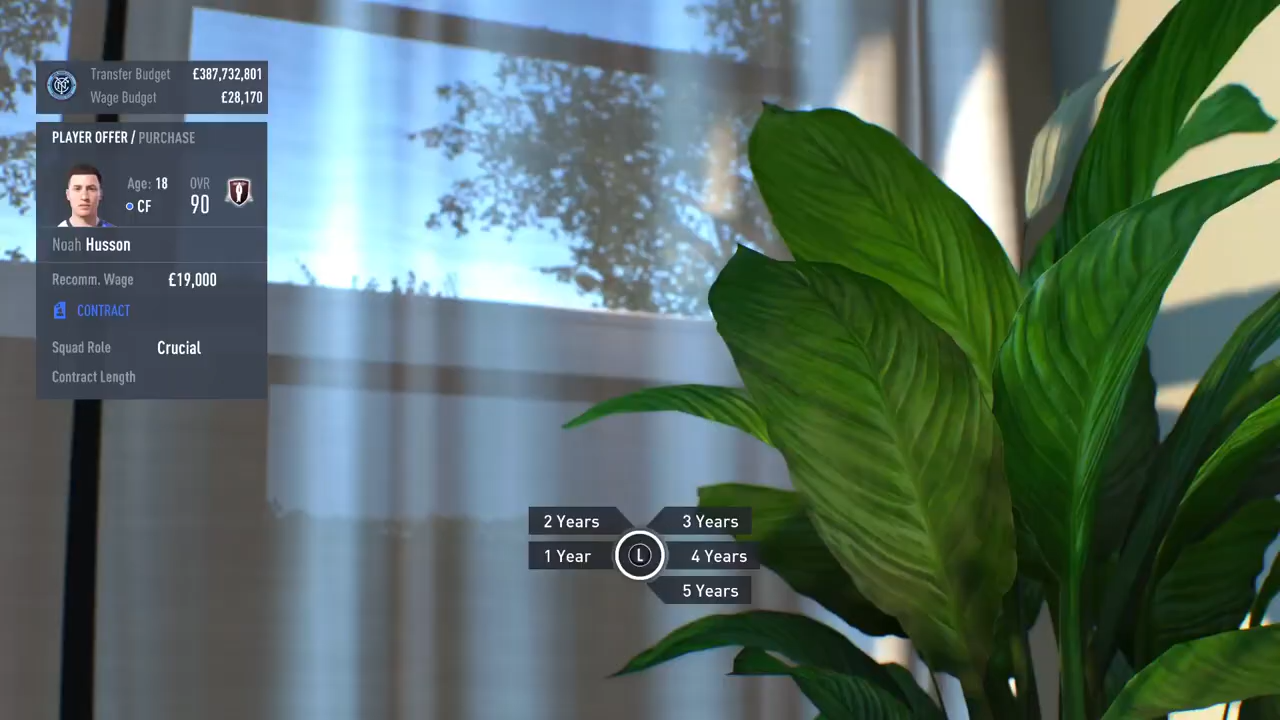 Transfer Budget £387,732,801
Wage Budget £28,170
PLAYER OFFER / PURCHASE
Age: 18 OVR
CF 90
Noah Husson
Recomm. Wage £19,000
CONTRACT
Squad Role Crucial
Contract Length
2 Years 3 Years
1 Year L 4 Years
5 Years